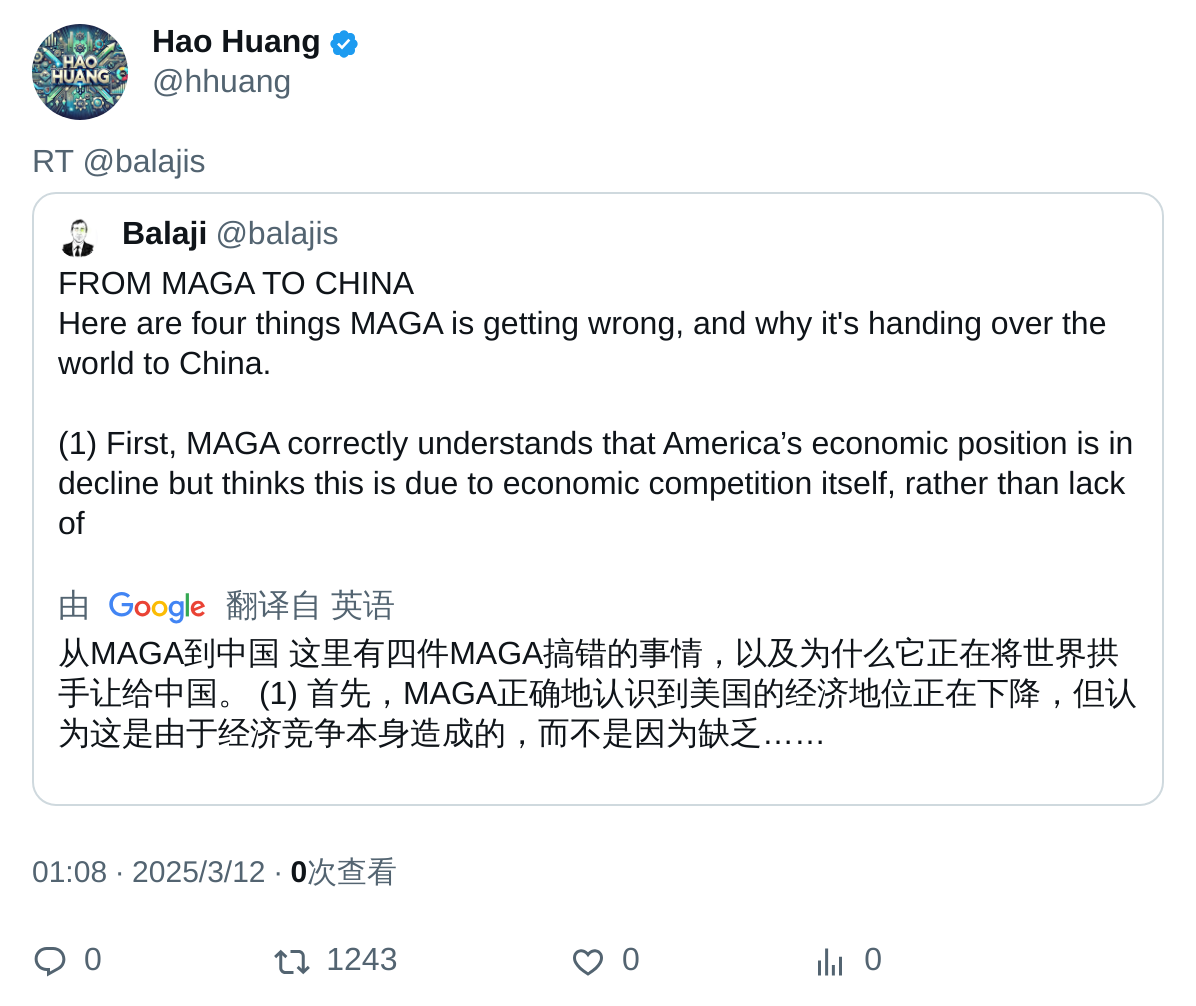 HAO
HUANG
Hao Huang
@hhuang
RT @balajis
Balaji @balajis
FROM MAGA TO CHINA
Here are four things MAGA is getting wrong, and why it's handing over the
world to China.
(1) First, MAGA correctly understands that America’s economic position is in
decline but thinks this is due to economic competition itself, rather than lack
of
由 Google 翻译自 英语
从MAGA到中国 这里有四件MAGA搞错的事情，以及为什么它正在将世界拱
手让给中国。 (1) 首先，MAGA正确地认识到美国的经济地位正在下降，但认
为这是由于经济竞争本身造成的，而不是因为缺乏……
01:08 · 2025/3/12 · 0次查看
0 1243 0 0